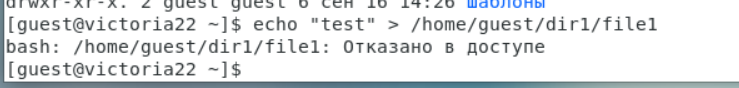 drwxr-xr-x. 2 guest guest 6 сен 16 14:26 Шаблоны
[guest@victoria22 ~]$ echo "test" > /home/guest/dir1/file1
bash: /home/guest/dir1/file1: Отказано в доступе
[guest@victoria22 ~]$